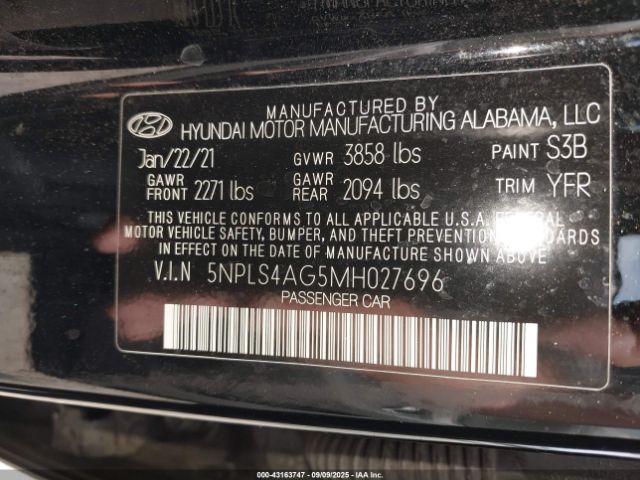 MANUFACTURED BY
HYUNDAI MOTOR MANUFACTURING ALABAMA, LLC
Jan/22/21 GVWR 3858 lbs PAINT S3B
GAWR FRONT 2271 lbs GAWR REAR 2094 lbs TRIM YFR
THIS VEHICLE CONFORMS TO ALL APPLICABLE U.S.A. FEDERAL
MOTOR VEHICLE SAFETY, BUMPER, AND THEFT PREVENTION STANDARDS
IN EFFECT ON THE DATE OF MANUFACTURE SHOWN ABOVE.
V.I.N 5NPLS4AG5MH027696
PASSENGER CAR
000-43163747 - 09/09/2025 - IAA